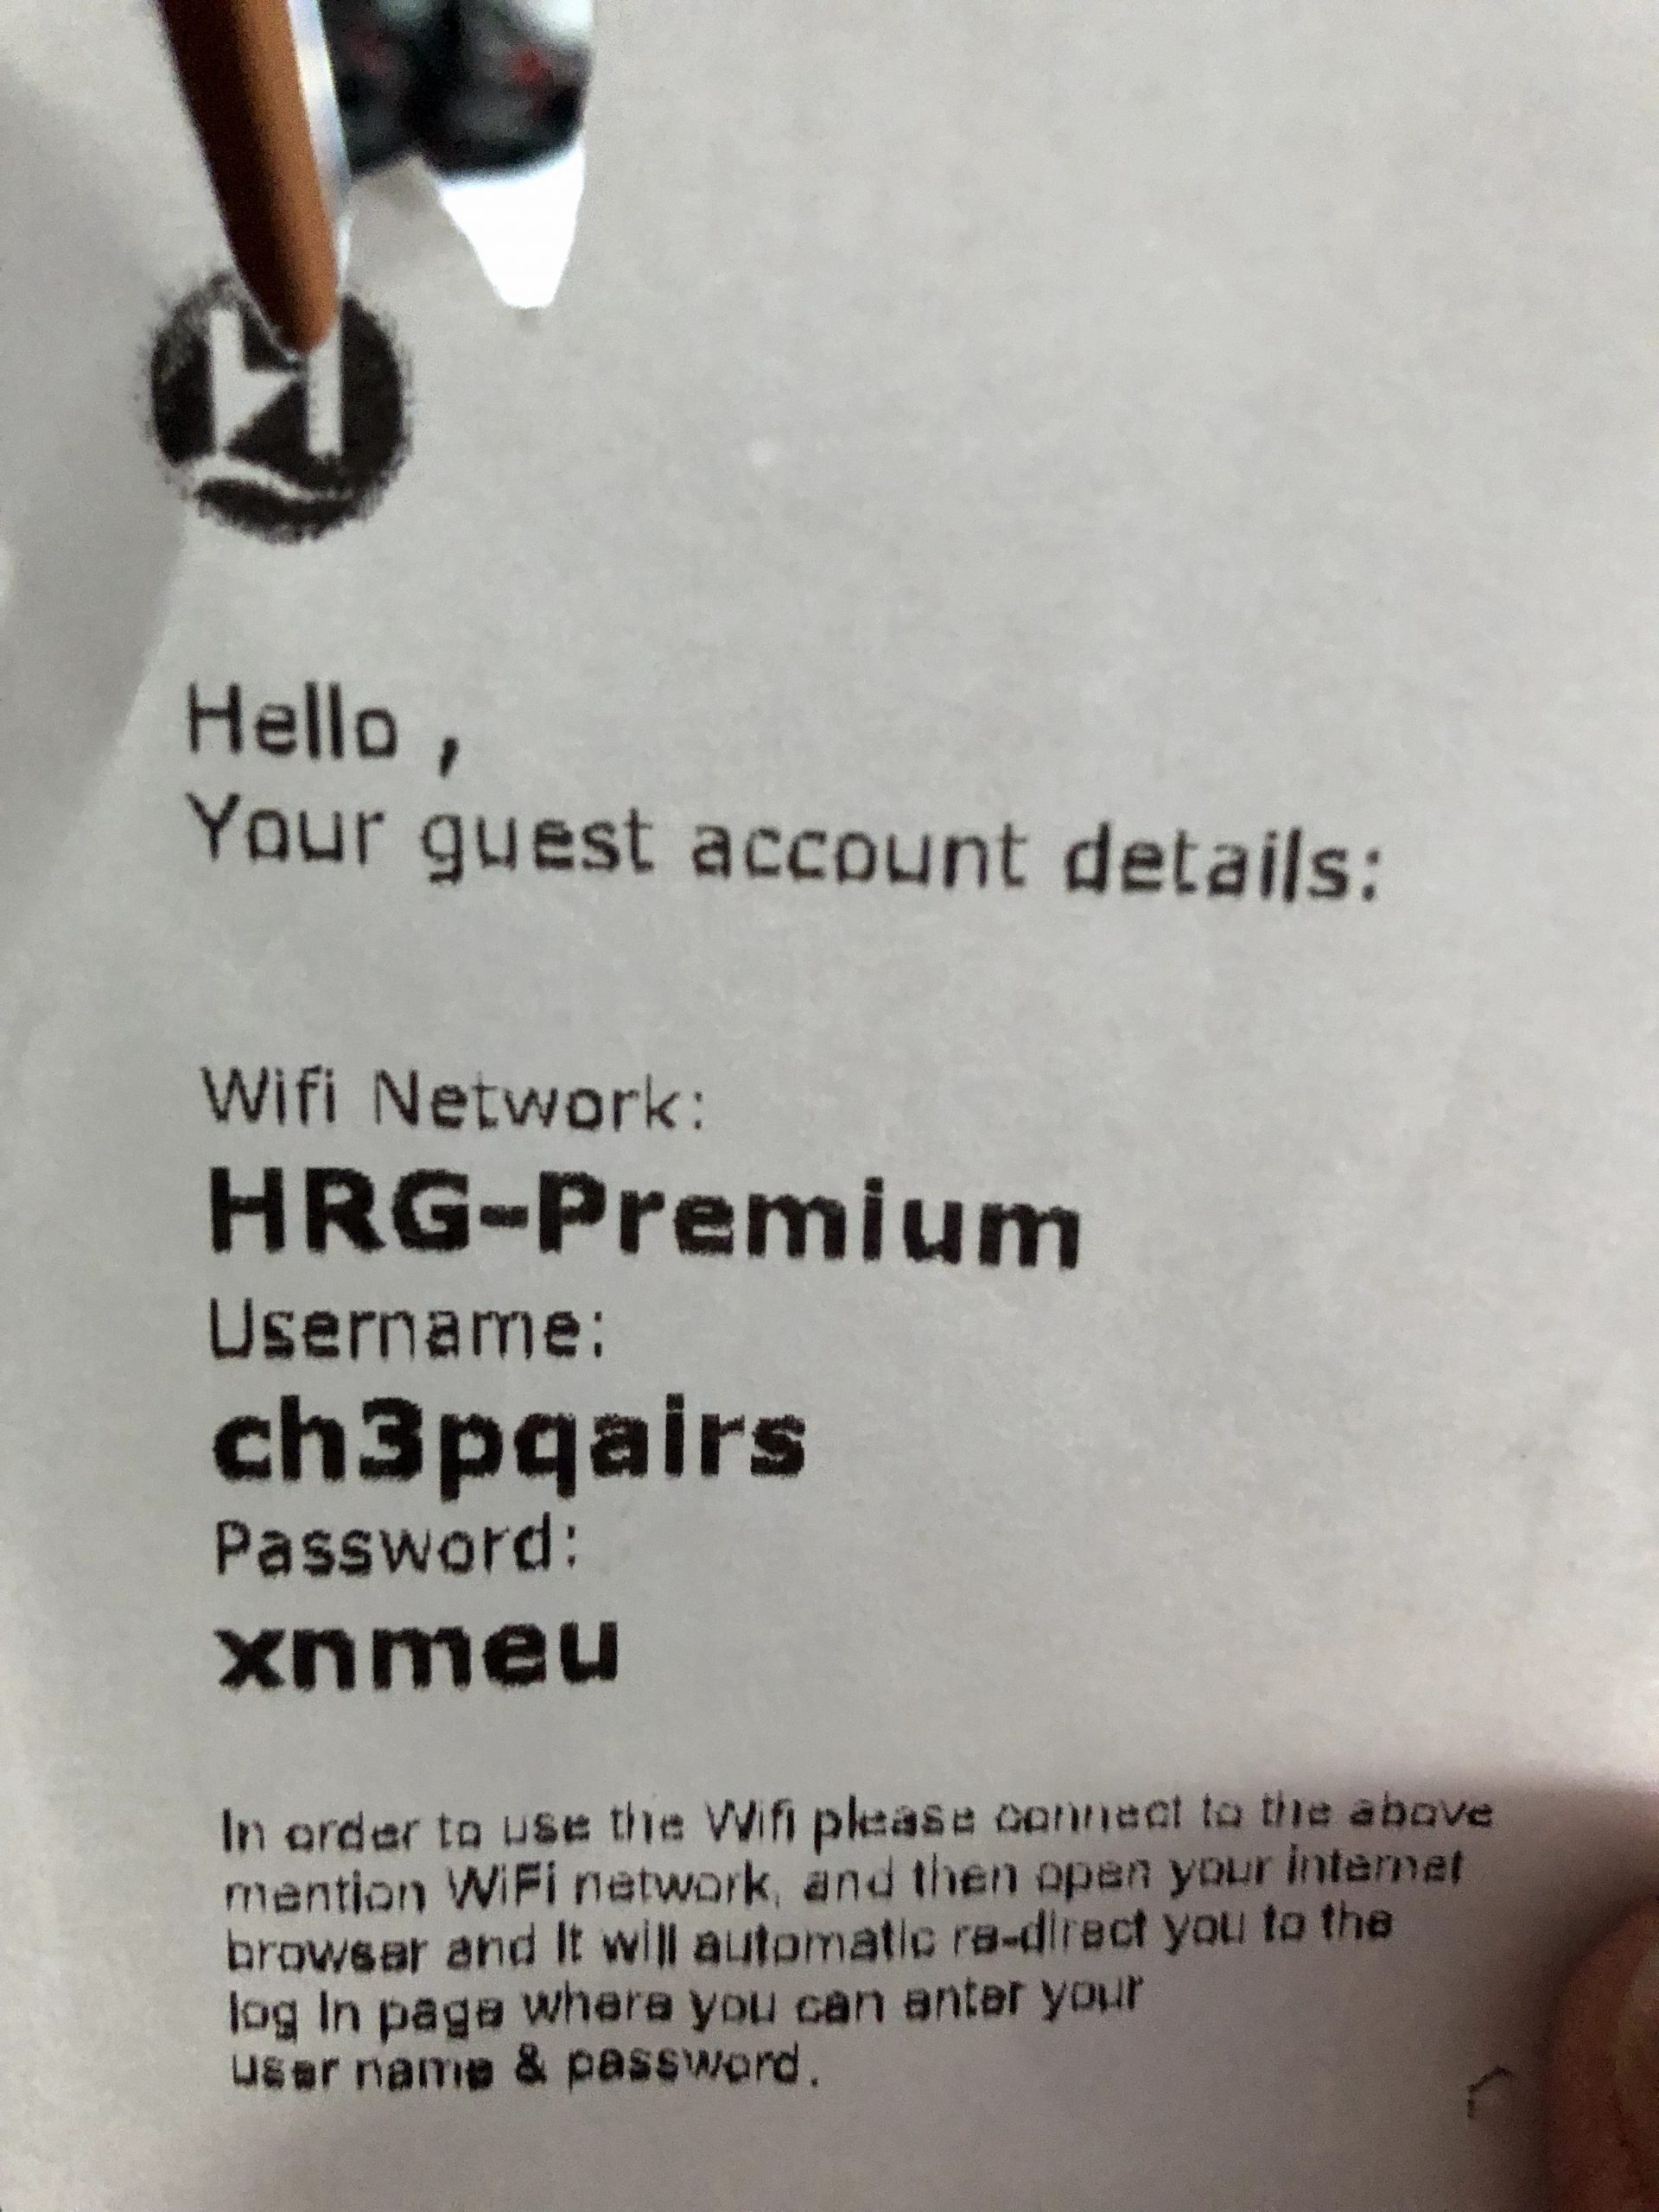 Hello ,
Your guest account details:
Wifi Network:
HRG-Premium
Username:
ch3pqairs
Password:
xnmeu
In order to use the Wifi please connect to the above
mention WiFi network, and then open your internet
browser and it will automatic re-direct you to the
log in page where you can enter your
user name & password.